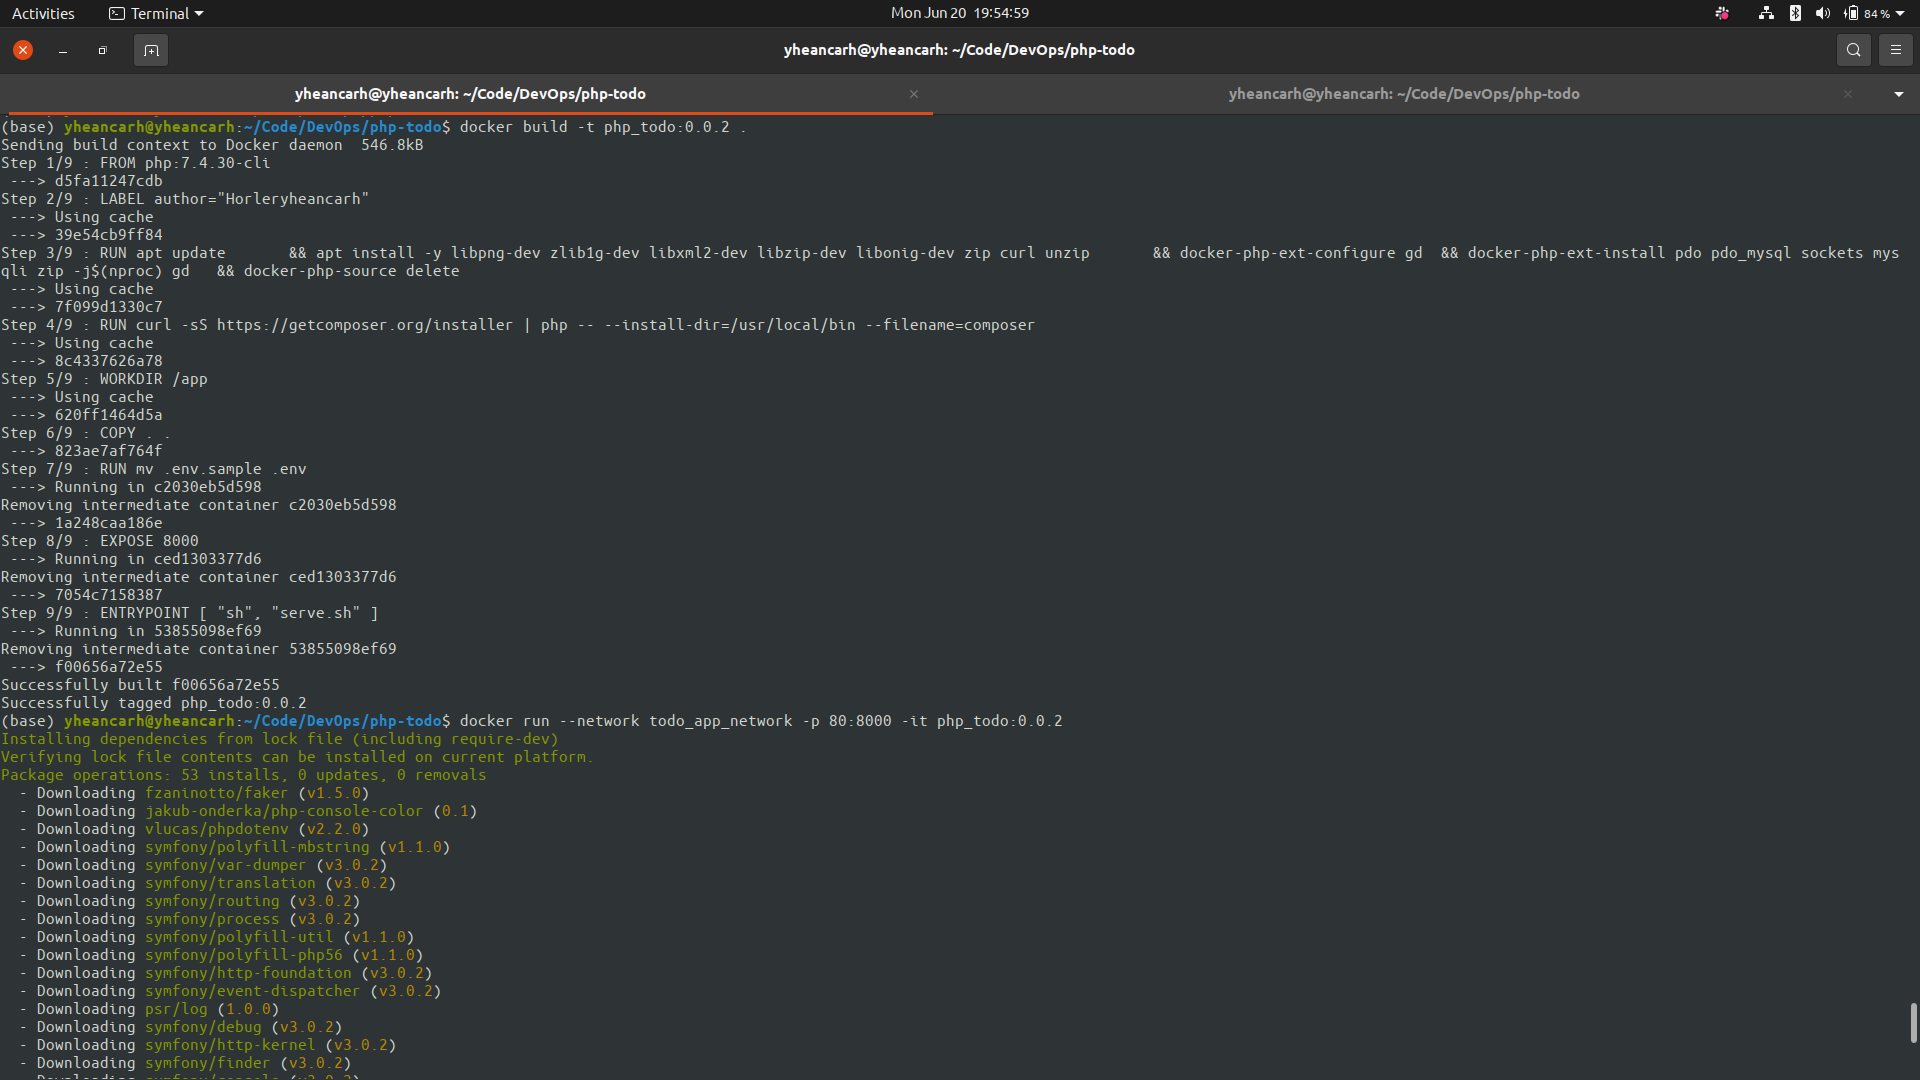 Activities Terminal Mon Jun 20 19:54:59 84 %
yheancarh@yheancarh: ~/Code/DevOps/php-todo
yheancarh@yheancarh: ~/Code/DevOps/php-todo yheancarh@yheancarh: ~/Code/DevOps/php-todo
(base) yheancarh@yheancarh:~/Code/DevOps/php-todo$ docker build -t php_todo:0.0.2 .
Sending build context to Docker daemon  546.8kB
Step 1/9 : FROM php:7.4.30-cli
 ---> d5fa11247cdb
Step 2/9 : LABEL author="Horleryheancarh"
 ---> Using cache
 ---> 39e54cb9ff84
Step 3/9 : RUN apt update       && apt install -y libpng-dev zlib1g-dev libxml2-dev libzip-dev libonig-dev zip curl unzip       && docker-php-ext-configure gd  && docker-php-ext-install pdo pdo_mysql sockets mys
qli zip -j$(nproc) gd   && docker-php-source delete
 ---> Using cache
 ---> 7f099d1330c7
Step 4/9 : RUN curl -sS https://getcomposer.org/installer | php -- --install-dir=/usr/local/bin --filename=composer
 ---> Using cache
 ---> 8c4337626a78
Step 5/9 : WORKDIR /app
 ---> Using cache
 ---> 620ff1464d5a
Step 6/9 : COPY . .
 ---> 823ae7af764f
Step 7/9 : RUN mv .env.sample .env
 ---> Running in c2030eb5d598
Removing intermediate container c2030eb5d598
 ---> 1a248caa186e
Step 8/9 : EXPOSE 8000
 ---> Running in ced1303377d6
Removing intermediate container ced1303377d6
 ---> 7054c7158387
Step 9/9 : ENTRYPOINT [ "sh", "serve.sh" ]
 ---> Running in 53855098ef69
Removing intermediate container 53855098ef69
 ---> f00656a72e55
Successfully built f00656a72e55
Successfully tagged php_todo:0.0.2
(base) yheancarh@yheancarh:~/Code/DevOps/php-todo$ docker run --network todo_app_network -p 80:8000 -it php_todo:0.0.2
Installing dependencies from lock file (including require-dev)
Verifying lock file contents can be installed on current platform.
Package operations: 53 installs, 0 updates, 0 removals
  - Downloading fzaninotto/faker (v1.5.0)
  - Downloading jakub-onderka/php-console-color (0.1)
  - Downloading vlucas/phpdotenv (v2.2.0)
  - Downloading symfony/polyfill-mbstring (v1.1.0)
  - Downloading symfony/var-dumper (v3.0.2)
  - Downloading symfony/translation (v3.0.2)
  - Downloading symfony/routing (v3.0.2)
  - Downloading symfony/process (v3.0.2)
  - Downloading symfony/polyfill-util (v1.1.0)
  - Downloading symfony/polyfill-php56 (v1.1.0)
  - Downloading symfony/http-foundation (v3.0.2)
  - Downloading symfony/event-dispatcher (v3.0.2)
  - Downloading psr/log (1.0.0)
  - Downloading symfony/debug (v3.0.2)
  - Downloading symfony/http-kernel (v3.0.2)
  - Downloading symfony/finder (v3.0.2)